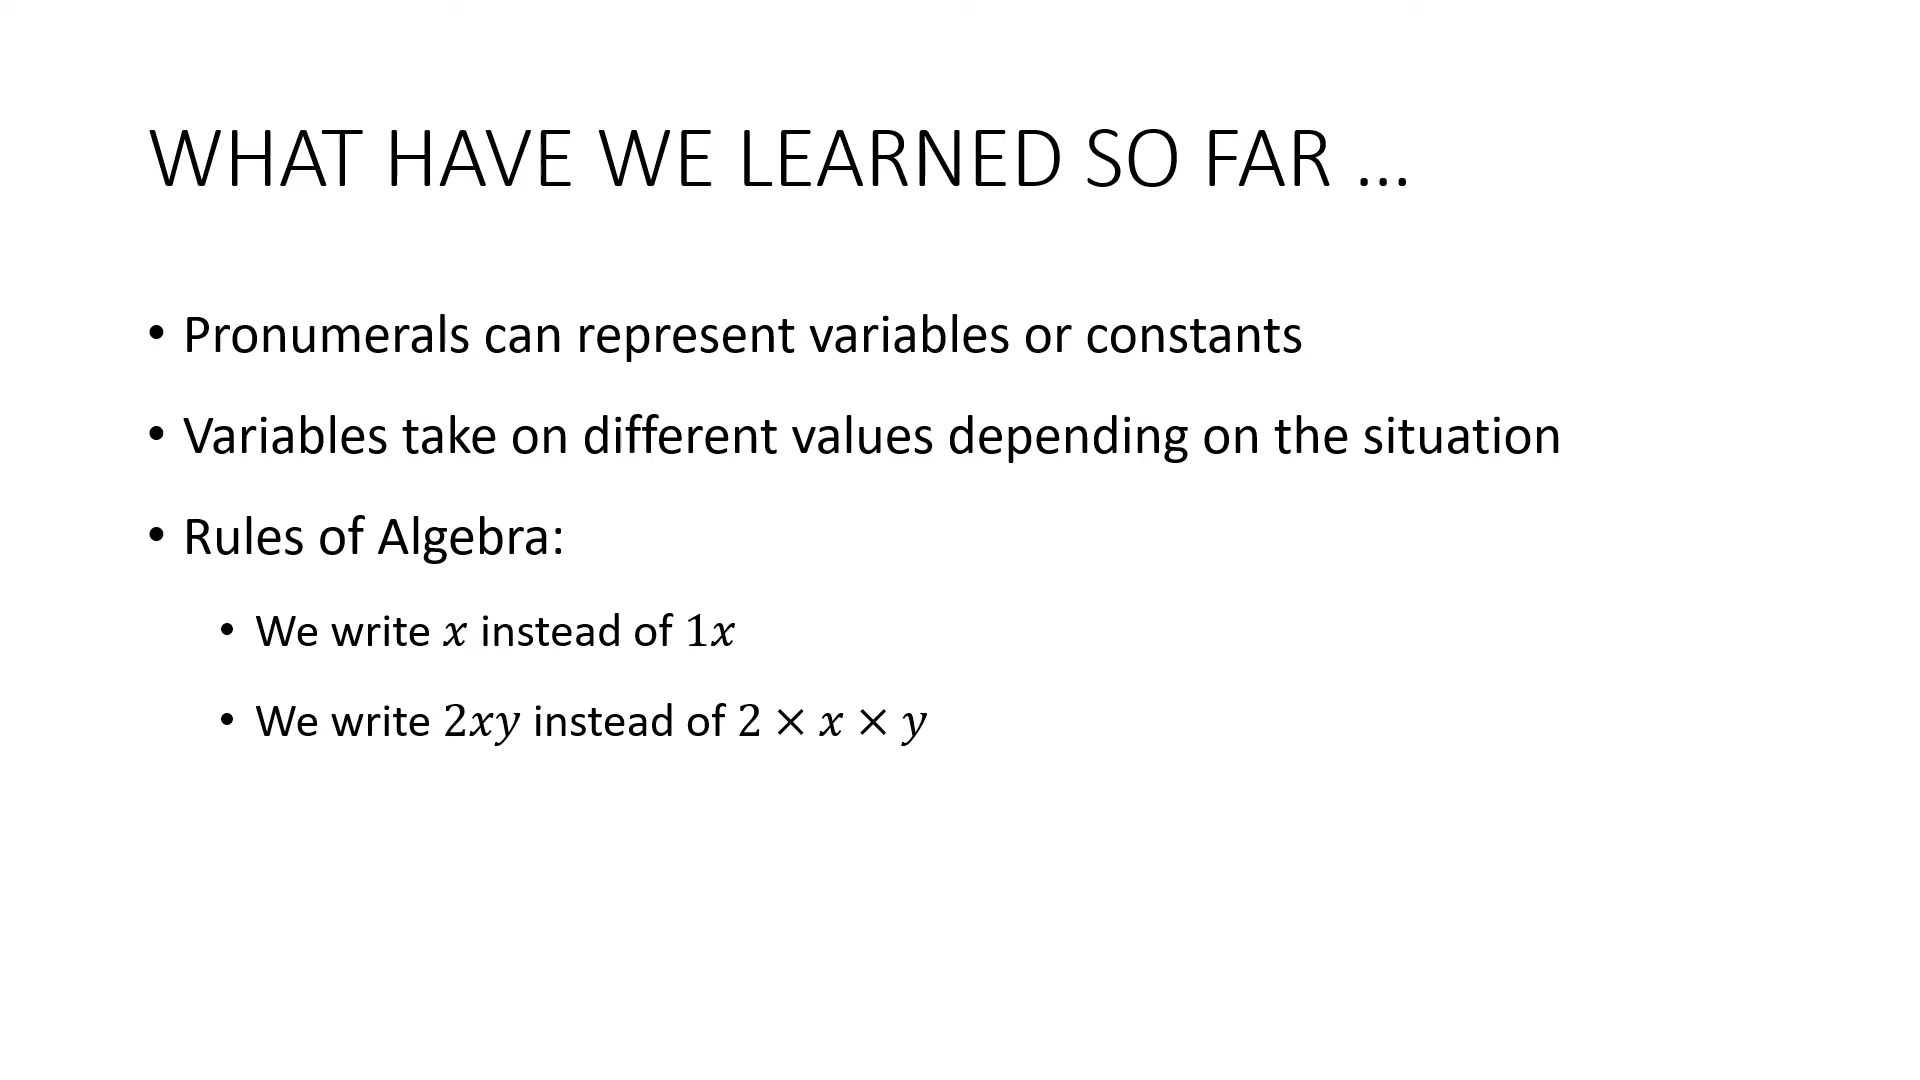 WHAT HAVE WE LEARNED SO FAR ...
• Pronumerals can represent variables or constants
• Variables take on different values depending on the situation
• Rules of Algebra:
• We write 𝑥 instead of 1𝑥
• We write 2𝑥𝑦 instead of 2 × 𝑥 × 𝑦